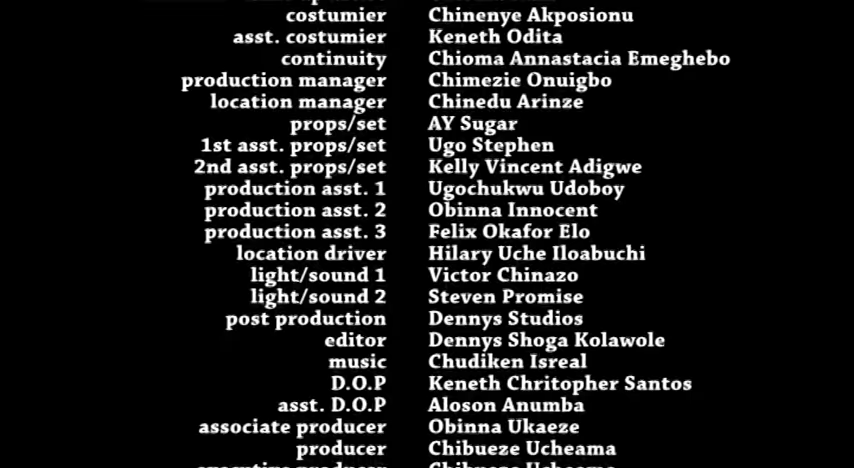 costumier Chinenye Akposionu
asst. costumier Keneth Odita
continuity Chioma Annastacia Emeghebo
production manager Chimezie Onuigbo
location manager Chinedu Arinze
props/set AY Sugar
1st asst. props/set Ugo Stephen
2nd asst. props/set Kelly Vincent Adigwe
production asst. 1 Ugochukwu Udoboy
production asst. 2 Obinna Innocent
production asst. 3 Felix Okafor Elo
location driver Hilary Uche Iloabuchi
light/sound 1 Victor Chinazo
light/sound 2 Steven Promise
post production Dennys Studios
editor Dennys Shoga Kolawole
music Chudiken Isreal
D.O.P Keneth Chritopher Santos
asst. D.O.P Aloson Anumba
associate producer Obinna Ukaeze
producer Chibueze Ucheama
executive producer Chibueze Ucheama